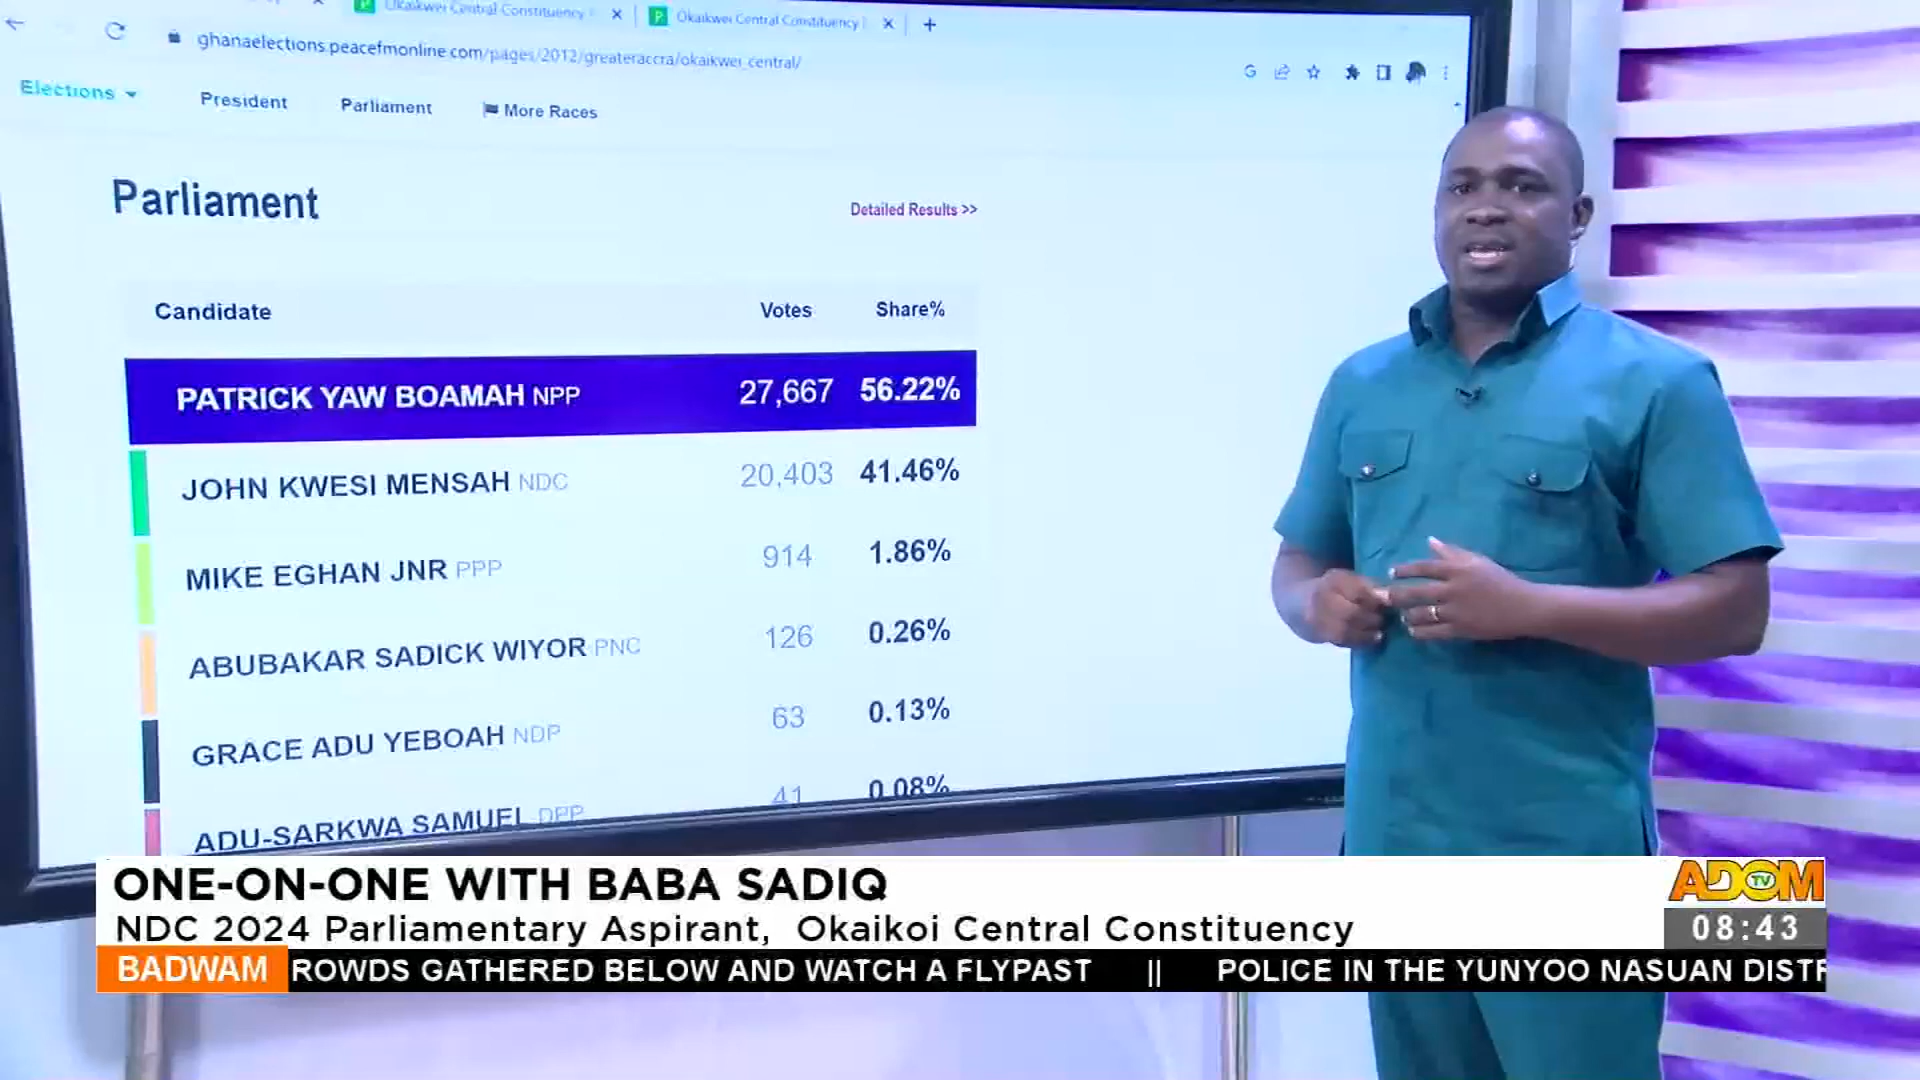 Okaikwei Central Constituency
Okaikwei Central Constituency
ghanaelections.peacefmonline.com/pages/2012/greateraccra/okaikwei_central/
Elections
President
Parliament
More Races
Parliament
Detailed Results >>
Candidate Votes Share%
PATRICK YAW BOAMAH NPP 27,667 56.22%
JOHN KWESI MENSAH NDC 20,403 41.46%
MIKE EGHAN JNR PPP 914 1.86%
ABUBAKAR SADICK WIYOR PNC 126 0.26%
GRACE ADU YEBOAH NDP 63 0.13%
ADU-SARKWA SAMUEL DPP 41 0.08%
ONE-ON-ONE WITH BABA SADIQ
NDC 2024 Parliamentary Aspirant, Okaikoi Central Constituency
ADOM TV
08:43
BADWAM
ROWDS GATHERED BELOW AND WATCH A FLYPAST || POLICE IN THE YUNYOO NASUAN DISTR